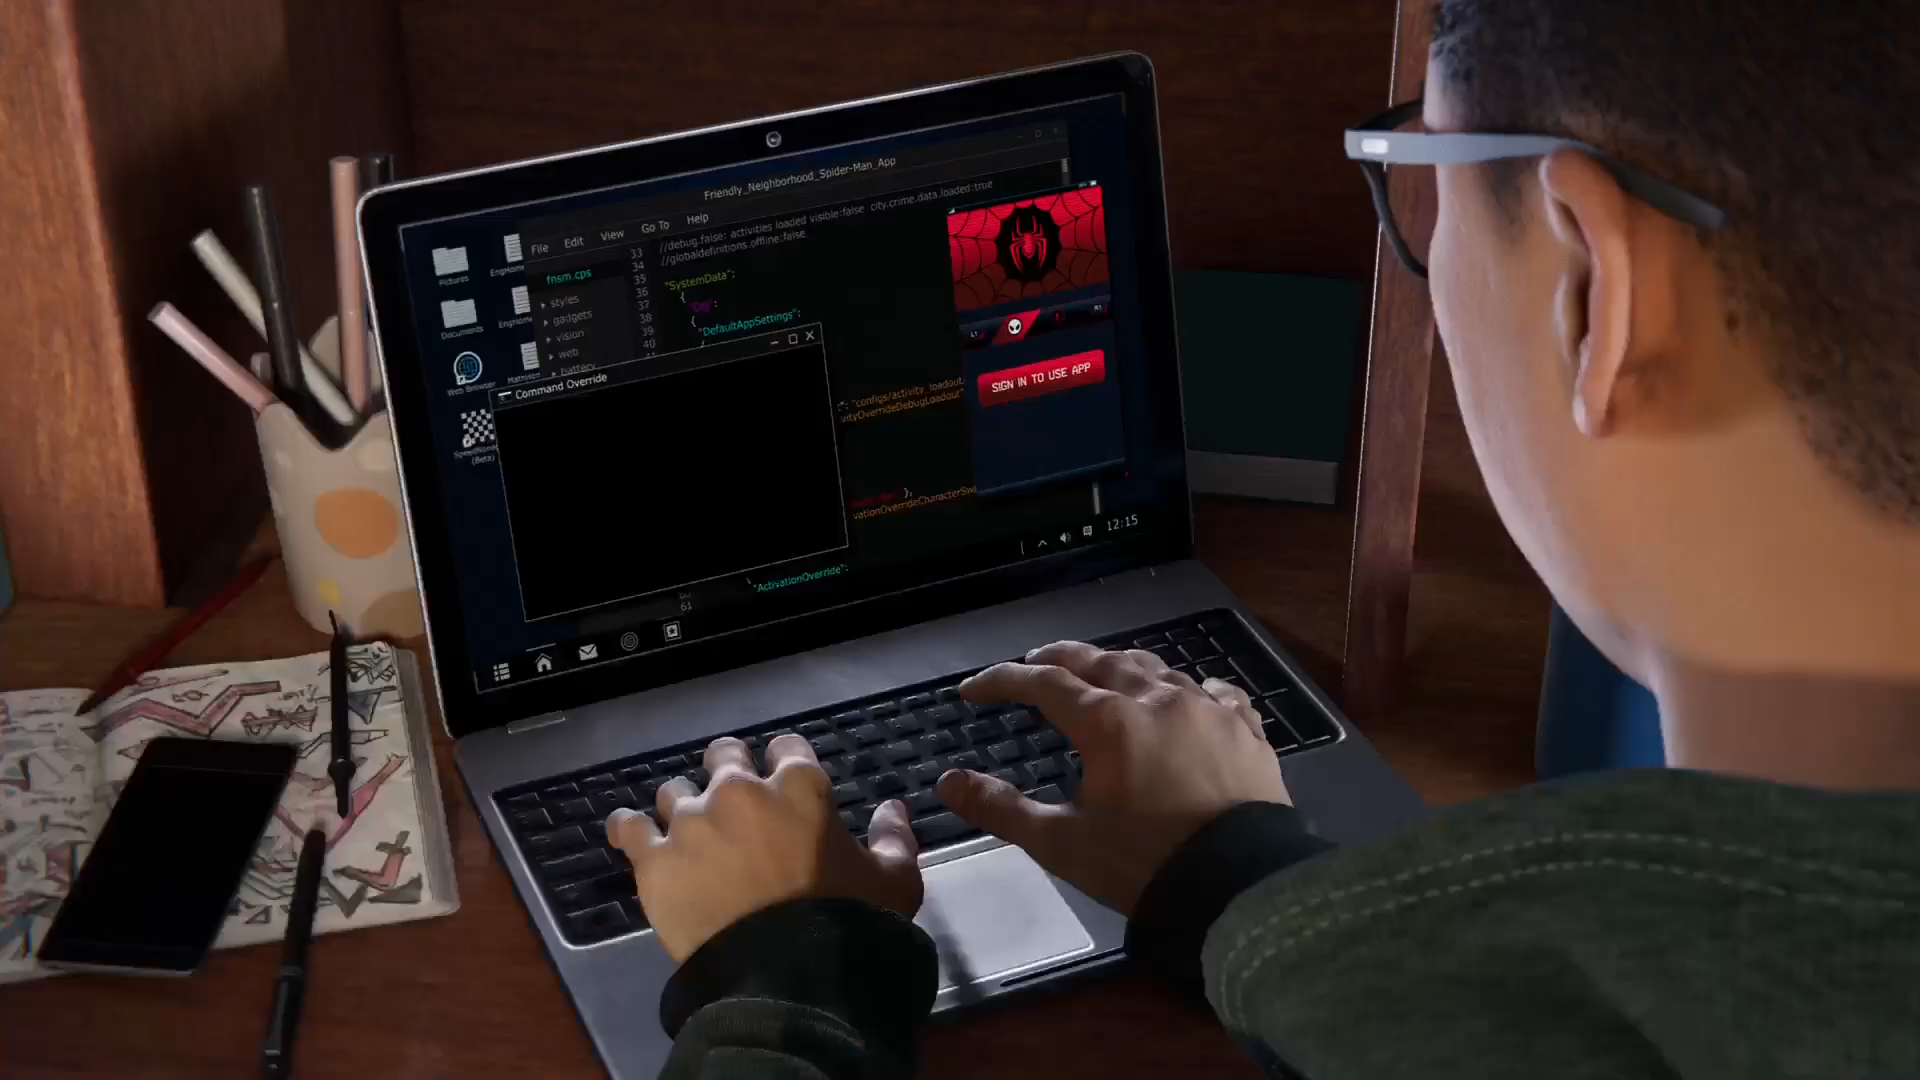 Friendly_Neighborhood_Spider-Man_App
File Edit View Go To Help
//debug.false: activities loaded visible:false city.crime.data.loaded:true
//globaldefinitions.offline:false
fnsm.cps
styles
gadgets
vision
web
battery
33
34
35
36
37
38
39
40
"SystemData":
{
{
"DefaultAppSettings":
Pictures
Documents
Web Browser
(Beta)
Command Override
"configs/activity_loadout
SIGN IN TO USE APP
},
"ActivationOverride":
61
12:15